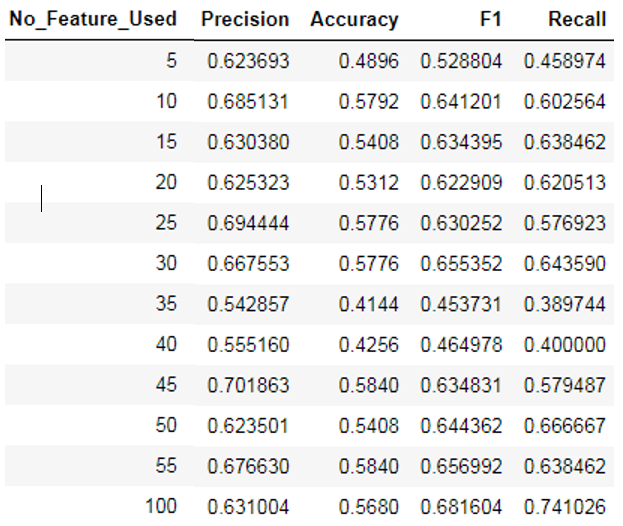 No_Feature_Used Precision Accuracy F1 Recall
5 0.623693 0.4896 0.528804 0.458974
10 0.685131 0.5792 0.641201 0.602564
15 0.630380 0.5408 0.634395 0.638462
20 0.625323 0.5312 0.622909 0.620513
25 0.694444 0.5776 0.630252 0.576923
30 0.667553 0.5776 0.655352 0.643590
35 0.542857 0.4144 0.453731 0.389744
40 0.555160 0.4256 0.464978 0.400000
45 0.701863 0.5840 0.634831 0.579487
50 0.623501 0.5408 0.644362 0.666667
55 0.676630 0.5840 0.656992 0.638462
100 0.631004 0.5680 0.681604 0.741026